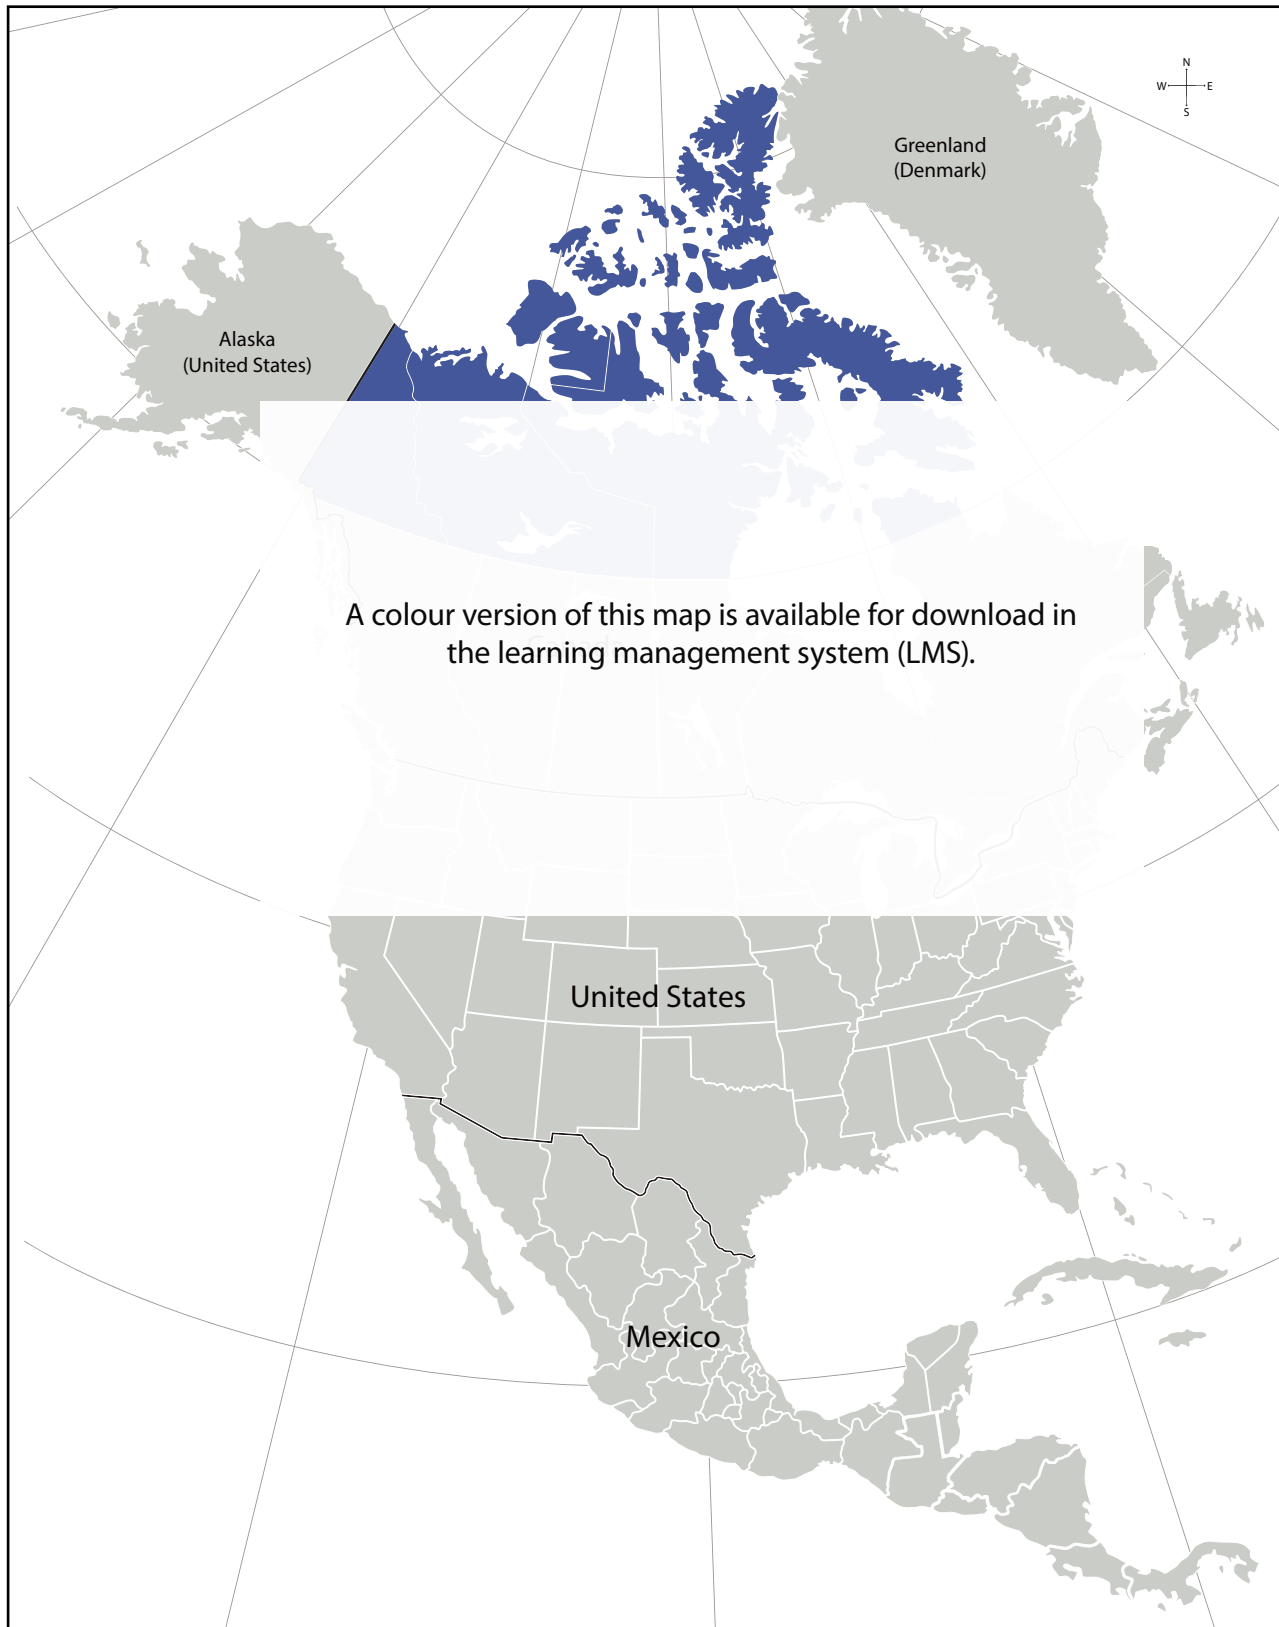 N
W E
S
Greenland
(Denmark)
Alaska
(United States)
A colour version of this map is available for download in
the learning management system (LMS).
Canada
United States
Mexico